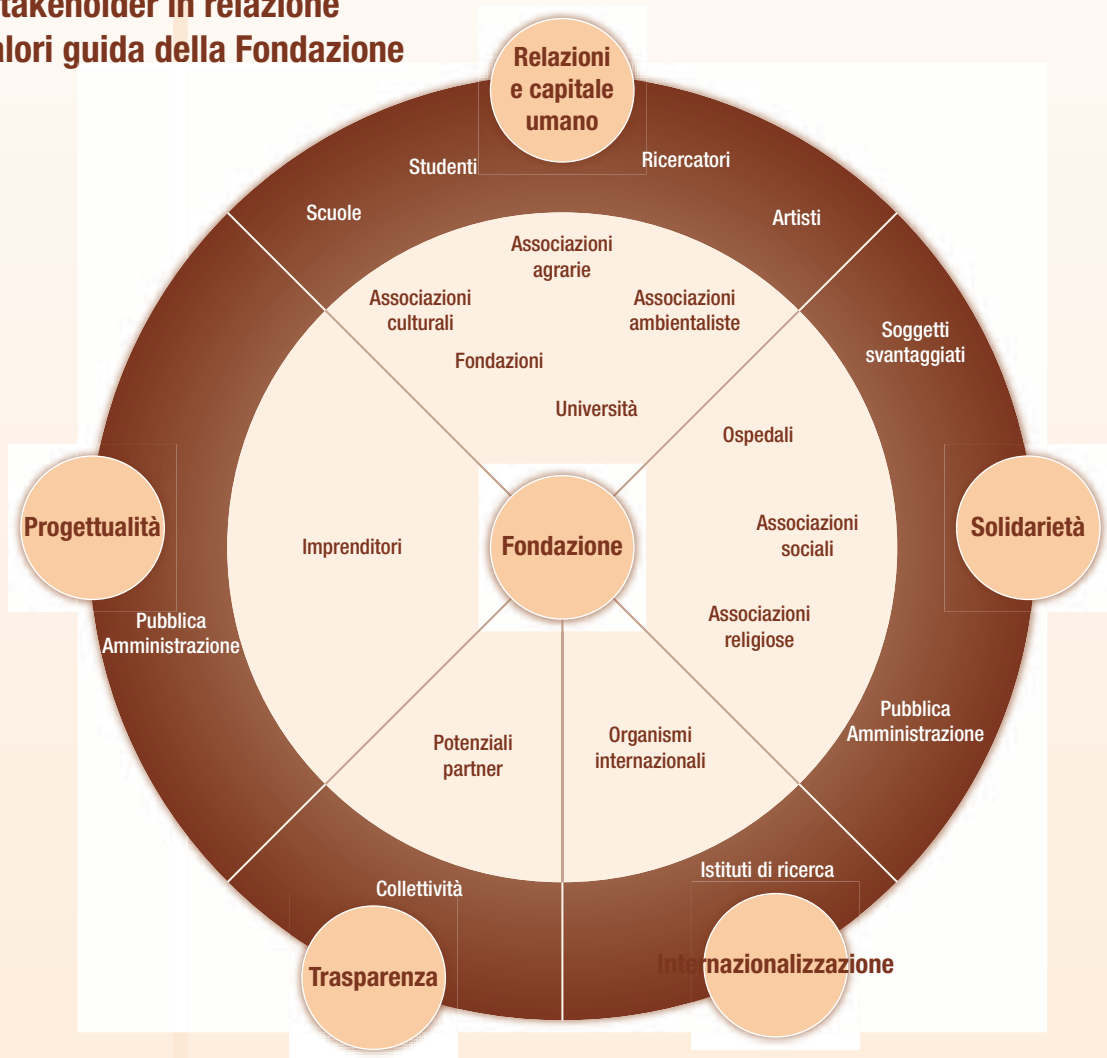 takeholder in relazione
alori guida della Fondazione
Relazioni
e capitale
umano
Studenti
Ricercatori
Scuole
Artisti
Associazioni
agrarie
Associazioni
culturali
Associazioni
ambientaliste
Fondazioni
Università
Soggetti
svantaggiati
Ospedali
Progettualità
Imprenditori
Fondazione
Associazioni
sociali
Solidarietà
Pubblica
Amministrazione
Associazioni
religiose
Potenziali
partner
Organismi
internazionali
Pubblica
Amministrazione
Collettività
Istituti di ricerca
Trasparenza
Internazionalizzazione